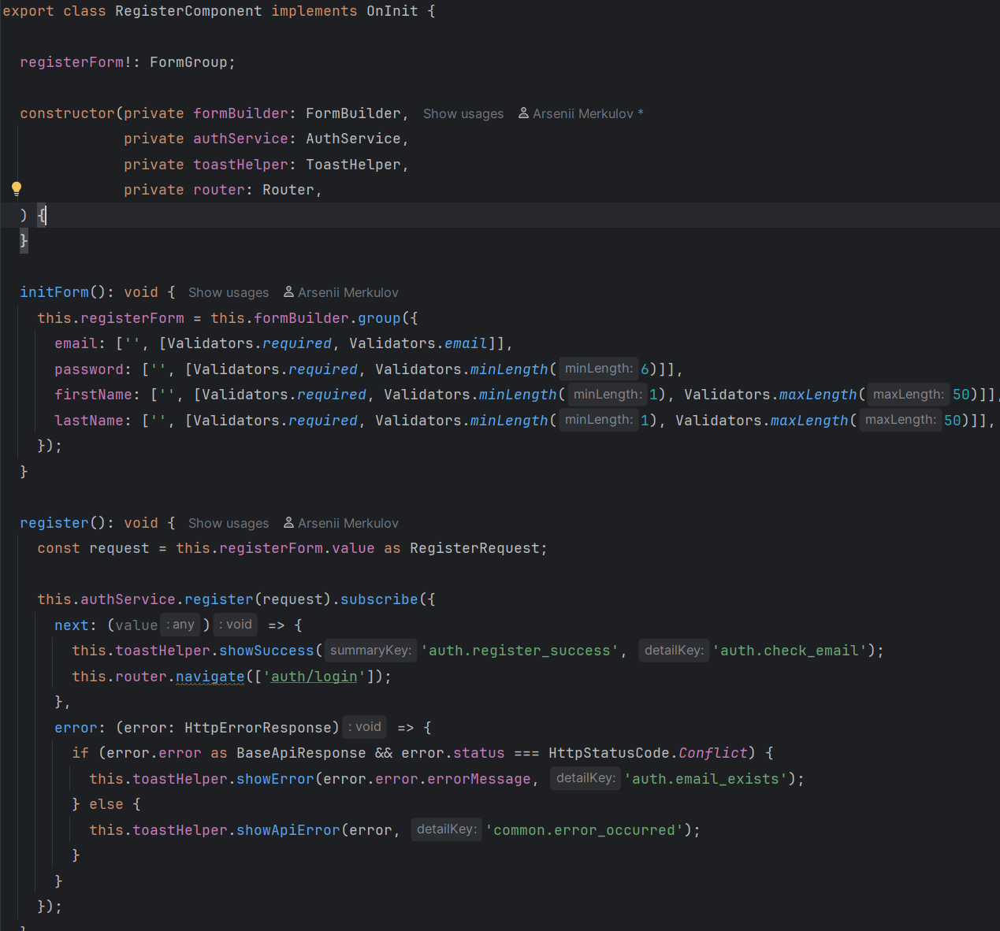 export class RegisterComponent implements OnInit {
registerForm!: FormGroup;
constructor(private formBuilder: FormBuilder, Show usages Arsenii Merkulov *
private authService: AuthService,
private toastHelper: ToastHelper,
private router: Router,
) {
}
initForm(): void { Show usages Arsenii Merkulov
this.registerForm = this.formBuilder.group({
email: ['', [Validators.required, Validators.email]],
password: ['', [Validators.required, Validators.minLength( minLength: 6)]],
firstName: ['', [Validators.required, Validators.minLength( minLength: 1), Validators.maxLength( maxLength: 50)]],
lastName: ['', [Validators.required, Validators.minLength( minLength: 1), Validators.maxLength( maxLength: 50)]],
});
}
register(): void { Show usages Arsenii Merkulov
const request = this.registerForm.value as RegisterRequest;
this.authService.register(request).subscribe({
next: (value : any ) : void => {
this.toastHelper.showSuccess( summaryKey: 'auth.register_success', detailKey: 'auth.check_email');
this.router.navigate(['auth/login']);
},
error: (error: HttpErrorResponse) : void => {
if (error.error as BaseApiResponse && error.status === HttpStatusCode.Conflict) {
this.toastHelper.showError(error.error.errorMessage, detailKey: 'auth.email_exists');
} else {
this.toastHelper.showApiError(error, detailKey: 'common.error_occurred');
}
}
});